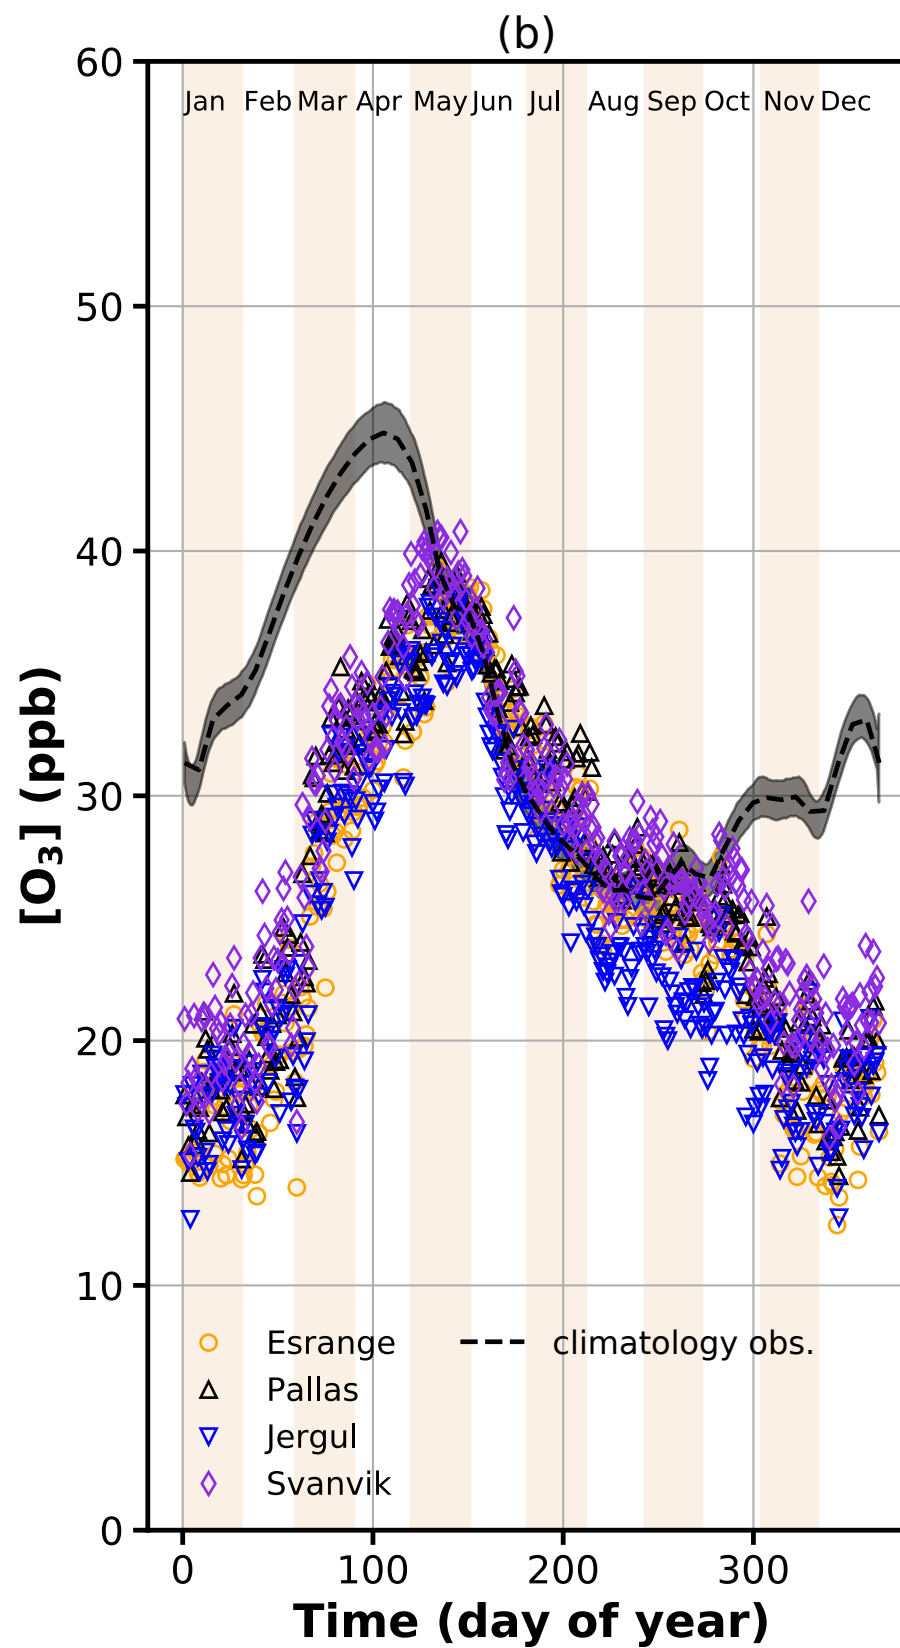 (b)
60
Jan Feb Mar Apr May Jun Jul Aug Sep Oct Nov Dec
50
40
30
20
10
0
[O₃] (ppb)
Esrange
Pallas
Jergul
Svanvik
climatology obs.
0 100 200 300
Time (day of year)